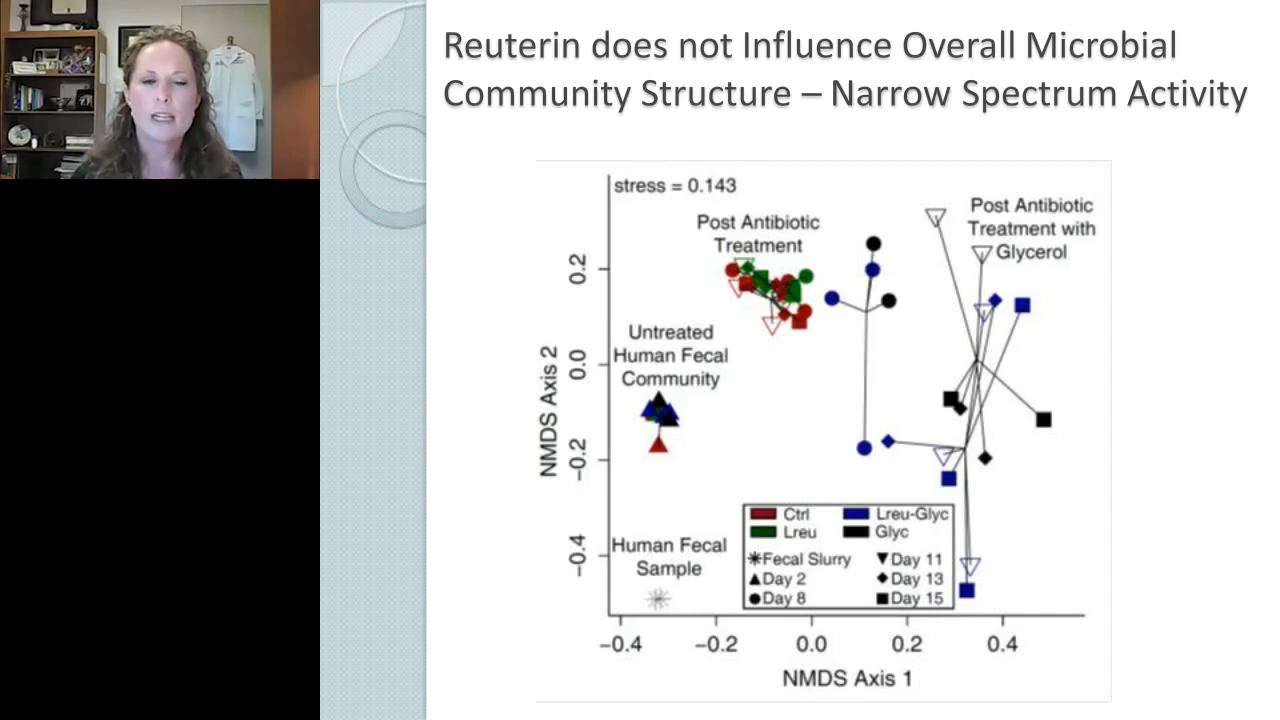 Reuterin does not Influence Overall Microbial
Community Structure – Narrow Spectrum Activity
stress = 0.143
Post Antibiotic
Treatment
Post Antibiotic
Treatment with
Glycerol
Untreated
Human Fecal
Community
Human Fecal
Sample
NMDS Axis 2
0.2
0.0
−0.2
−0.4
Ctrl
Lreu
Lreu-Glyc
Glyc
Fecal Slurry
Day 2
Day 8
Day 11
Day 13
Day 15
−0.4
−0.2
0.0
0.2
0.4
NMDS Axis 1